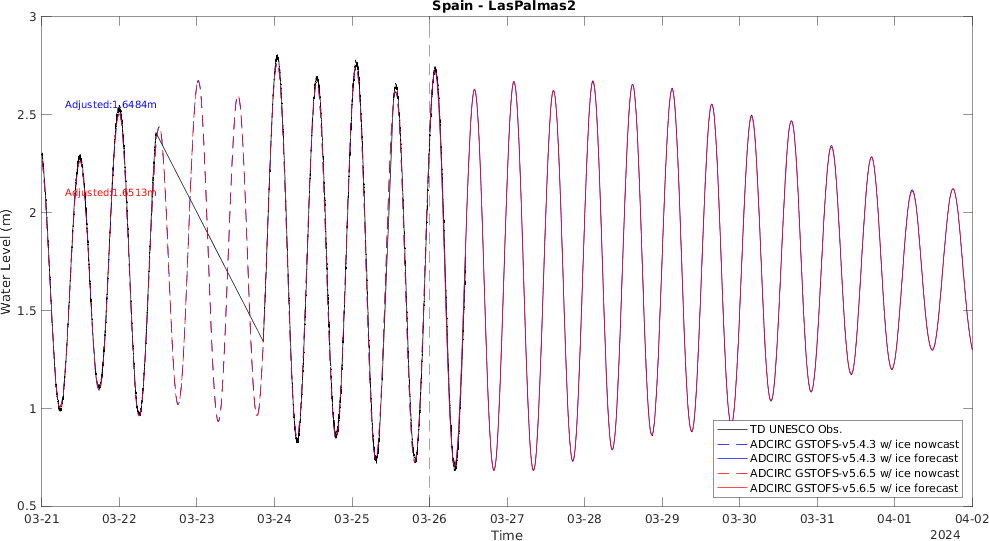 Spain - LasPalmas2
3
2.5
2
1.5
1
0.5
Water Level (m)
Adjusted:1.6484m
Adjusted:1.6513m
TD UNESCO Obs.
ADCIRC GSTOFS-v5.4.3 w/ ice nowcast
ADCIRC GSTOFS-v5.4.3 w/ ice forecast
ADCIRC GSTOFS-v5.6.5 w/ ice nowcast
ADCIRC GSTOFS-v5.6.5 w/ ice forecast
03-21 03-22 03-23 03-24 03-25 03-26 03-27 03-28 03-29 03-30 03-31 04-01 04-02
Time
2024